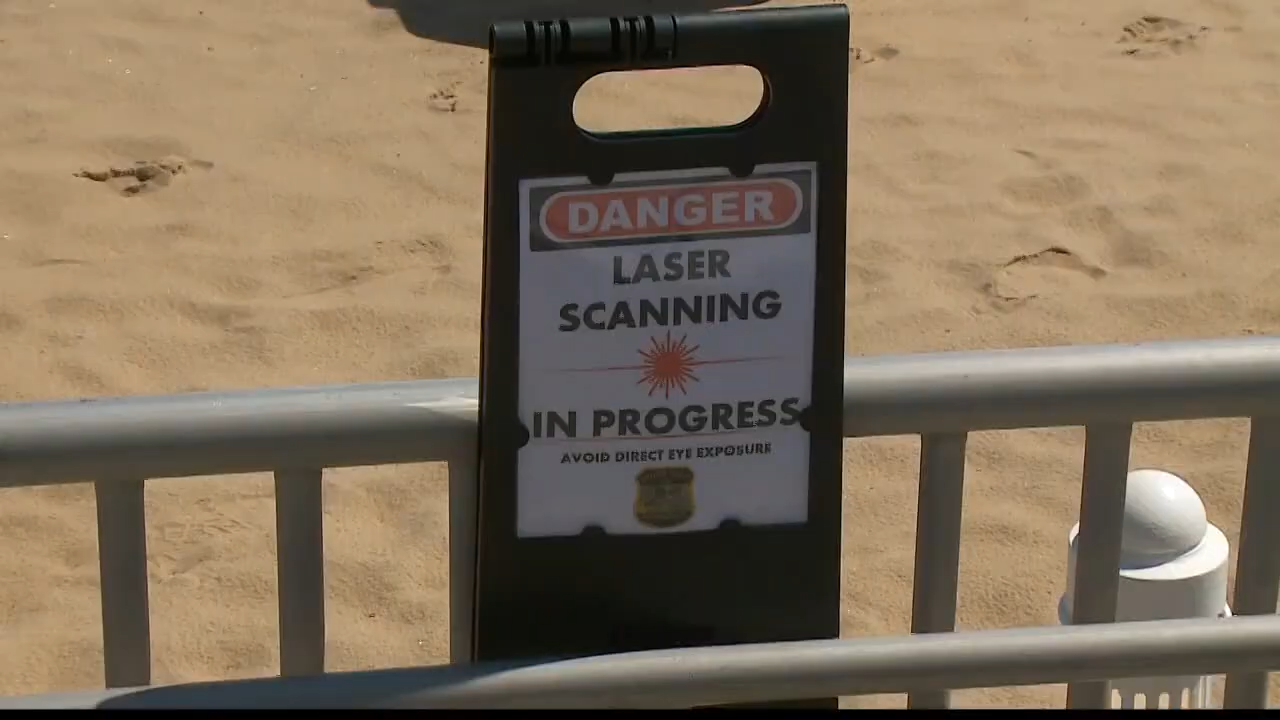 DANGER
LASER
SCANNING
IN PROGRESS
AVOID DIRECT EYE EXPOSURE